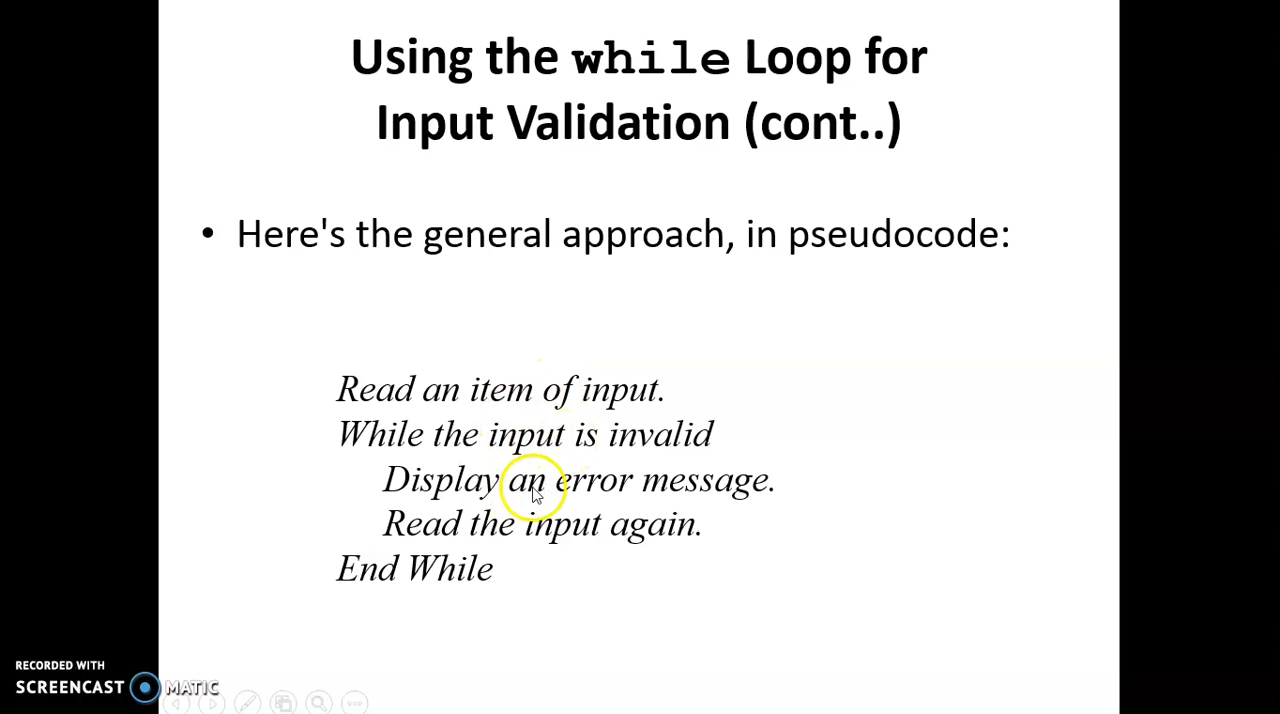 Using the while Loop for
Input Validation (cont..)
• Here's the general approach, in pseudocode:
Read an item of input.
While the input is invalid
Display an error message.
Read the input again.
End While
RECORDED WITH
SCREENCAST MATIC